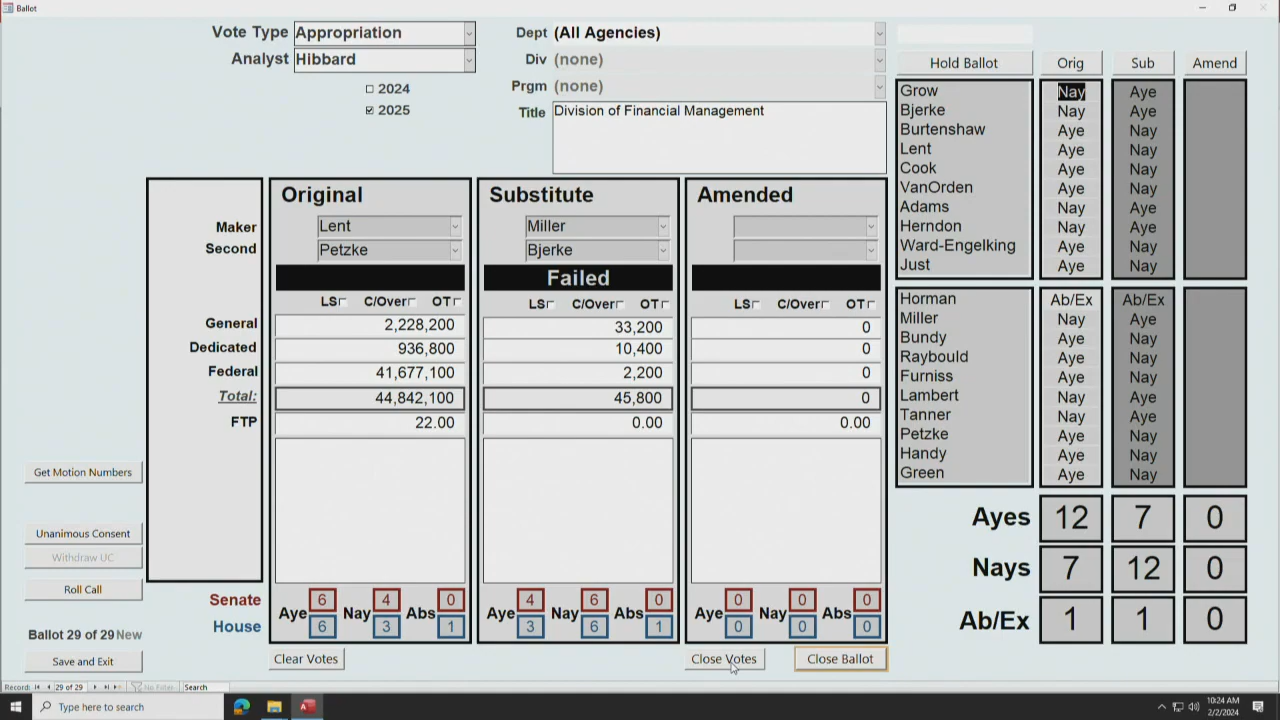 Ballot
Vote Type Appropriation
Analyst Hibbard
2024
2025
Dept (All Agencies)
Div (none)
Prgm (none)
Title Division of Financial Management
Hold Ballot Orig Sub Amend
Grow Nay Aye
Bjerke Nay Aye
Burtenshaw Aye Nay
Lent Aye Nay
Cook Aye Nay
VanOrden Aye Nay
Adams Nay Aye
Herndon Nay Aye
Ward-Engelking Aye Nay
Just Aye Nay
Horman Ab/Ex Ab/Ex
Miller Nay Aye
Bundy Aye Nay
Raybould Aye Nay
Furniss Aye Nay
Lambert Nay Aye
Tanner Nay Aye
Petzke Aye Nay
Handy Aye Nay
Green Aye Nay
Ayes 12 7 0
Nays 7 12 0
Ab/Ex 1 1 0
Original Substitute Amended
Maker Lent Miller
Second Petzke Bjerke
Failed
LS C/Over OT LS C/Over OT LS C/Over OT
General 2,228,200 33,200 0
Dedicated 936,800 10,400 0
Federal 41,677,100 2,200 0
Total: 44,842,100 45,800 0
FTP 22.00 0.00 0.00
Get Motion Numbers
Unanimous Consent
Withdraw UC
Roll Call
Senate Aye 6 Nay 4 Abs 0 Aye 4 Nay 6 Abs 0 Aye 0 Nay 0 Abs 0
House 6 3 1 3 6 1 0 0 0
Ballot 29 of 29 New
Save and Exit
Clear Votes Close Votes Close Ballot
Record: 29 of 29 No Filter Search
Type here to search
10:24 AM
2/2/2024